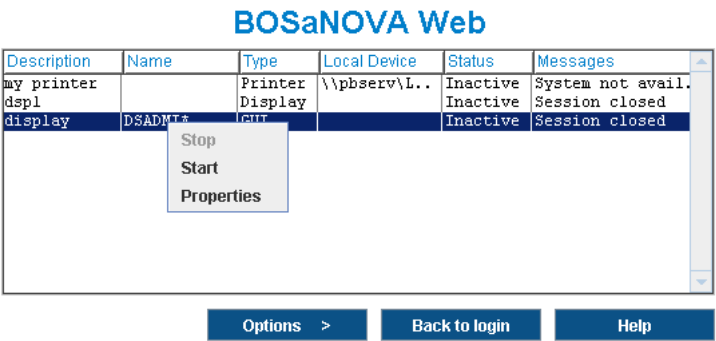 BOSaNOVA Web
Description Name Type Local Device Status Messages
my printer Printer \\pbserv\L.. Inactive System not avail.
dspl Display Inactive Session closed
display DSADMI* GUI Inactive Session closed
Stop
Start
Properties
Options > Back to login Help